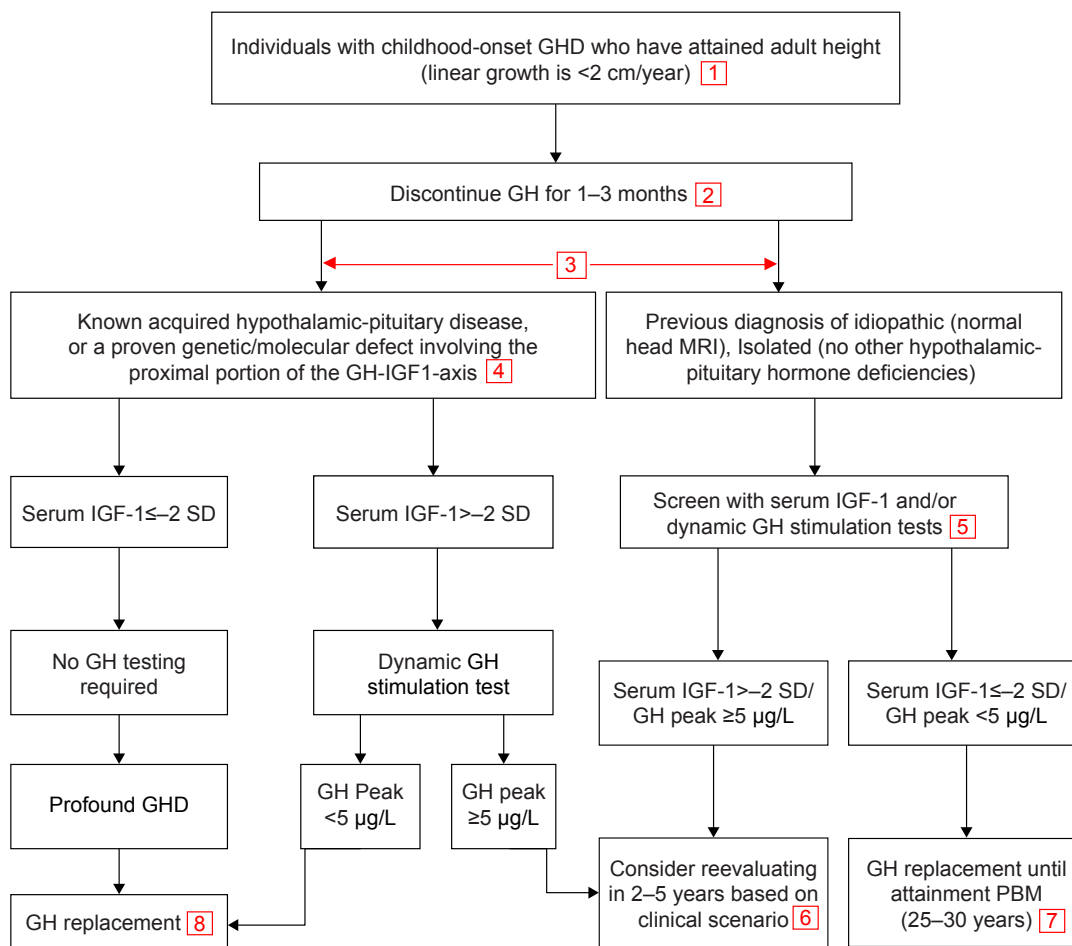 Individuals with childhood-onset GHD who have attained adult height
(linear growth is <2 cm/year) 1
Discontinue GH for 1–3 months 2
3
Known acquired hypothalamic-pituitary disease,
or a proven genetic/molecular defect involving the
proximal portion of the GH-IGF1-axis 4
Previous diagnosis of idiopathic (normal
head MRI), Isolated (no other hypothalamic-
pituitary hormone deficiencies)
Serum IGF-1≤–2 SD
Serum IGF-1>–2 SD
Screen with serum IGF-1 and/or
dynamic GH stimulation tests 5
No GH testing
required
Dynamic GH
stimulation test
Serum IGF-1>–2 SD/
GH peak ≥5 µg/L
Serum IGF-1≤–2 SD/
GH peak <5 µg/L
Profound GHD
GH Peak
<5 µg/L
GH peak
≥5 µg/L
GH replacement 8
Consider reevaluating
in 2–5 years based on
clinical scenario 6
GH replacement until
attainment PBM
(25–30 years) 7